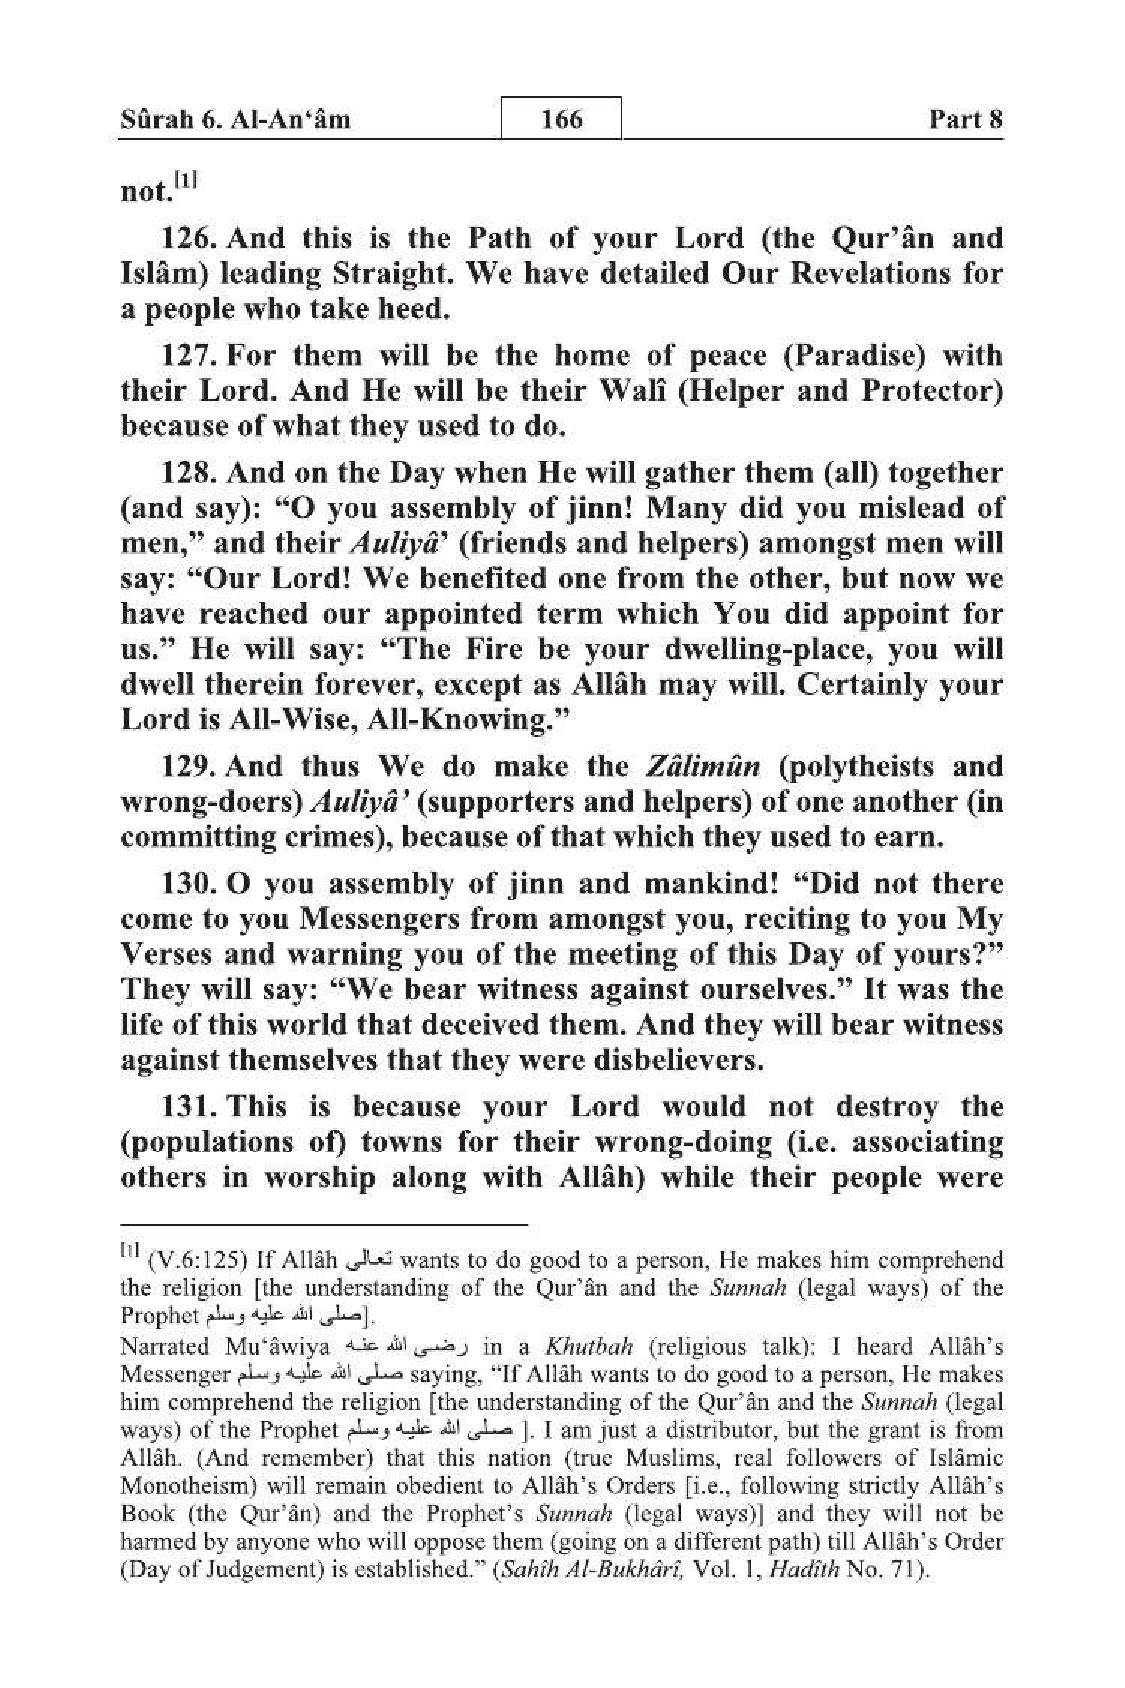 Sûrah 6. Al-An‘âm 166 Part 8
not.[1]
126. And this is the Path of your Lord (the Qur’ân and
Islâm) leading Straight. We have detailed Our Revelations for
a people who take heed.
127. For them will be the home of peace (Paradise) with
their Lord. And He will be their Walî (Helper and Protector)
because of what they used to do.
128. And on the Day when He will gather them (all) together
(and say): “O you assembly of jinn! Many did you mislead of
men,” and their Auliyâ’ (friends and helpers) amongst men will
say: “Our Lord! We benefited one from the other, but now we
have reached our appointed term which You did appoint for
us.” He will say: “The Fire be your dwelling-place, you will
dwell therein forever, except as Allâh may will. Certainly your
Lord is All-Wise, All-Knowing.”
129. And thus We do make the Zâlimûn (polytheists and
wrong-doers) Auliyâ’ (supporters and helpers) of one another (in
committing crimes), because of that which they used to earn.
130. O you assembly of jinn and mankind! “Did not there
come to you Messengers from amongst you, reciting to you My
Verses and warning you of the meeting of this Day of yours?”
They will say: “We bear witness against ourselves.” It was the
life of this world that deceived them. And they will bear witness
against themselves that they were disbelievers.
131. This is because your Lord would not destroy the
(populations of) towns for their wrong-doing (i.e. associating
others in worship along with Allâh) while their people were
[1] (V.6:125) If Allâh تعالى wants to do good to a person, He makes him comprehend
the religion [the understanding of the Qur’ân and the Sunnah (legal ways) of the
Prophet صلى الله عليه وسلم].
Narrated Mu‘âwiya رضي الله عنه in a Khutbah (religious talk): I heard Allâh’s
Messenger صلى الله عليه وسلم saying, “If Allâh wants to do good to a person, He makes
him comprehend the religion [the understanding of the Qur’ân and the Sunnah (legal
ways) of the Prophet صلى الله عليه وسلم ]. I am just a distributor, but the grant is from
Allâh. (And remember) that this nation (true Muslims, real followers of Islâmic
Monotheism) will remain obedient to Allâh’s Orders [i.e., following strictly Allâh’s
Book (the Qur’ân) and the Prophet’s Sunnah (legal ways)] and they will not be
harmed by anyone who will oppose them (going on a different path) till Allâh’s Order
(Day of Judgement) is established.” (Sahîh Al-Bukhârî, Vol. 1, Hadîth No. 71).